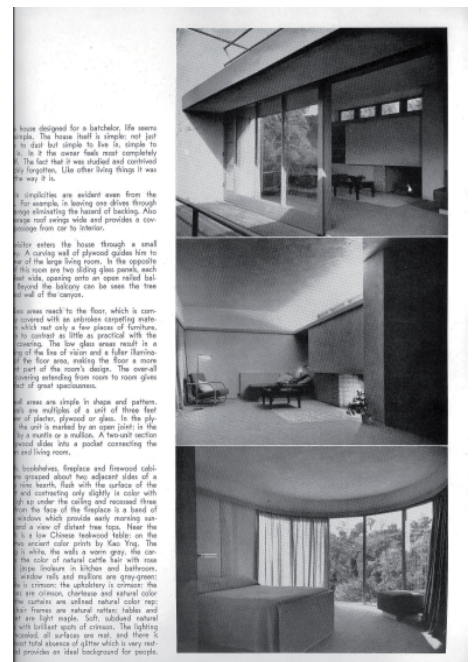 house designed for a batchelor, life seems
simple. The house itself is simple: not just
to dust but simple to live in, simple to
in. In it the owner feels most completely
The fact that it was studied and contrived
forgotten. Like other living things it was
the way it is.
simplicities are evident even from the
For example, in leaving one drives through
eliminating the hazard of backing. Also
roof swings wide and provides a cov-
passage from car to interior.
visitor enters the house through a small
A curving wall of plywood guides him to
of the large living room. In the opposite
this room are two sliding glass panels, each
feet wide, opening onto an open railed bal-
Beyond the balcony can be seen the tree
wall of the canyon.
areas reach to the floor, which is com-
covered with an unbroken carpeting mate-
which rest only a few pieces of furniture,
to contrast as little as practical with the
covering. The low glass areas result in a
of the line of vision and a fuller illumina-
of the floor area, making the floor a more
part of the room's design. The over-all
covering extending from room to room gives
of great spaciousness.
areas are simple in shape and pattern.
are multiples of a unit of three feet
of plaster, plywood or glass. In the ply-
the unit is marked by an open joint: in the
by a muntin or a mullion. A two-unit section
plywood slides into a pocket connecting the
and living room.
bookshelves, fireplace and firewood cabi-
grouped about two adjacent sides of a
hearth, flush with the surface of the
and contrasting only slightly in color with
up under the ceiling and recessed three
from the face of the fireplace is a band of
windows which provide early morning sun-
and a view of distant tree tops. Near the
is a low Chinese teakwood table: on the
two ancient color prints by Kao Yng. The
is white, the walls a warm gray, the car-
the color of natural cattle hair with rose
linoleum in kitchen and bathroom.
window rails and mullions are gray-green:
is crimson: the upholstery is crimson: the
are crimson, chartreuse and natural color
the curtains are unlined natural color rep:
chair frames are natural rattan: tables and
are light maple. Soft, subdued natural
with brilliant spots of crimson. The lighting
concealed, all surfaces are mat, and there is
almost total absence of glitter which is very rest-
and provides an ideal background for people.